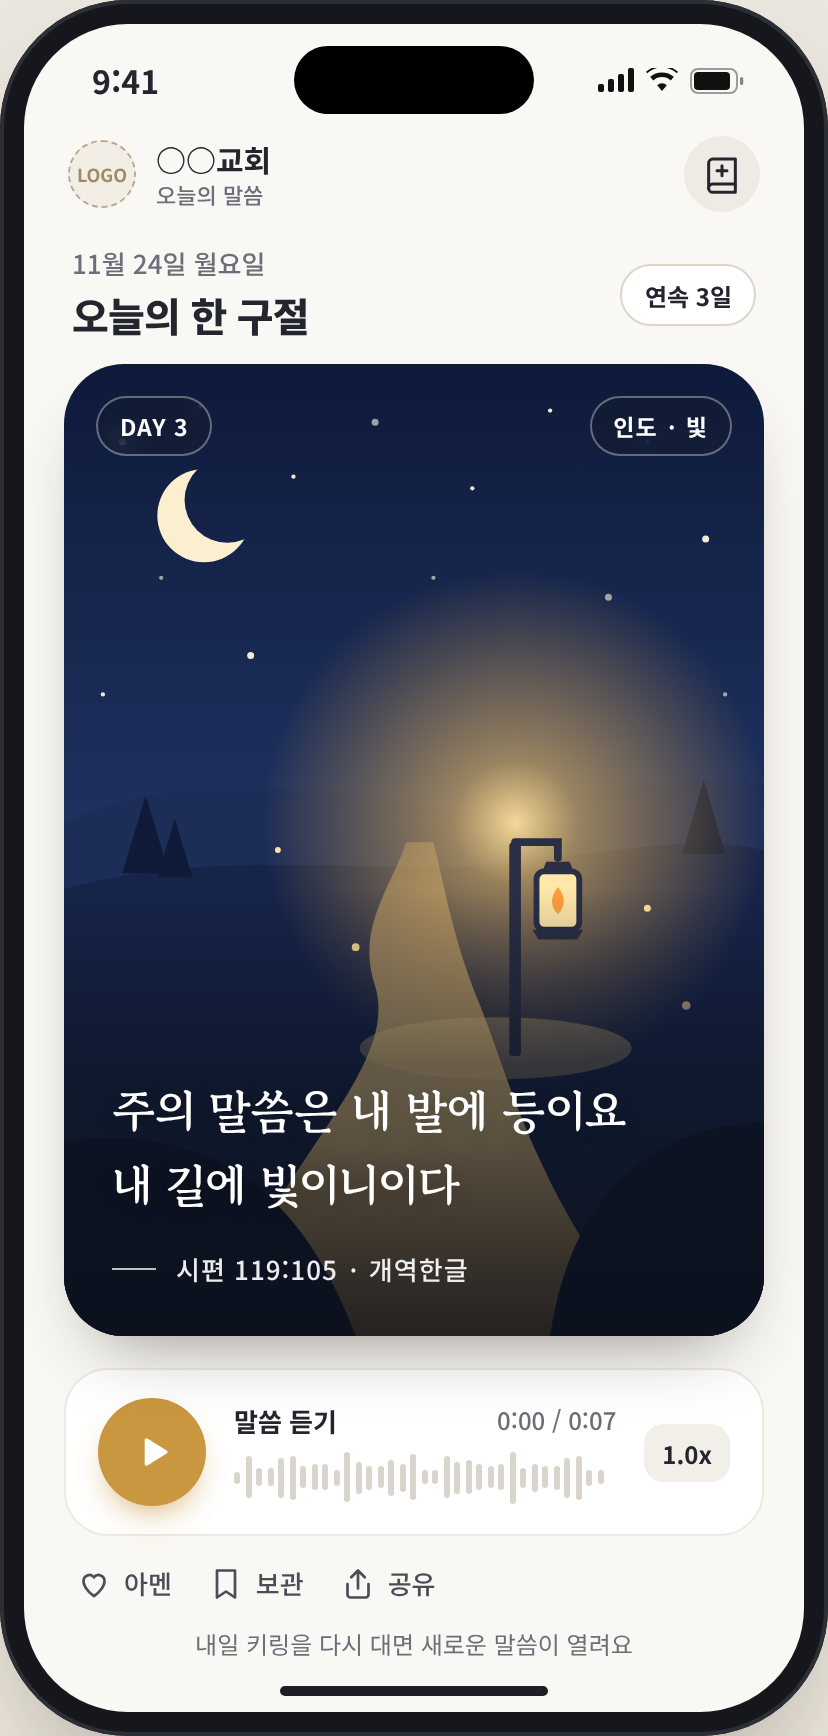 9:41
LOGO
○○교회
오늘의 말씀
11월 24일 월요일
오늘의 한 구절
연속 3일
DAY 3
인도 · 빛
주의 말씀은 내 발에 등이요
내 길에 빛이니이다
시편 119:105 · 개역한글
말씀 듣기
0:00 / 0:07
1.0x
아멘
보관
공유
내일 키링을 다시 대면 새로운 말씀이 열려요